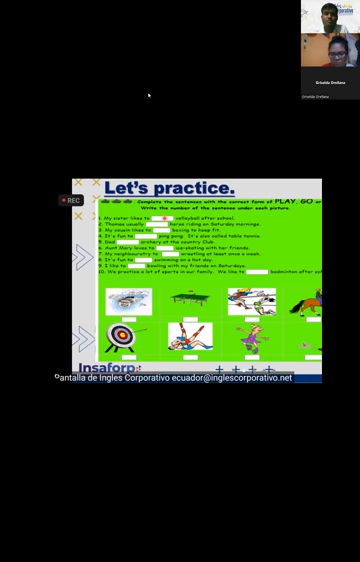 Griselda Orellana
Griselda Orellana
REC
Let's practice.
Complete the sentences with the correct form of PLAY, GO or
Write the number of the sentence under each picture.
1. My sister likes to volleyball after school.
2. Thomas usually horse riding on Saturday mornings.
3. My cousin likes to boxing to keep fit.
4. It's fun to ping pong. It's also called table tennis.
5. Dad archery at the country Club.
6. Aunt Mary loves to ice-skating with her friends.
7. My neighbour try to wrestling at least once a week.
8. It's fun to swimming on a hot day.
9. I like to bowling with my friends on Saturdays.
10. We practice a lot of sports in our family. We like to badminton after
Insaforp
Pantalla de Ingles Corporativo ecuador@inglescorporativo.net